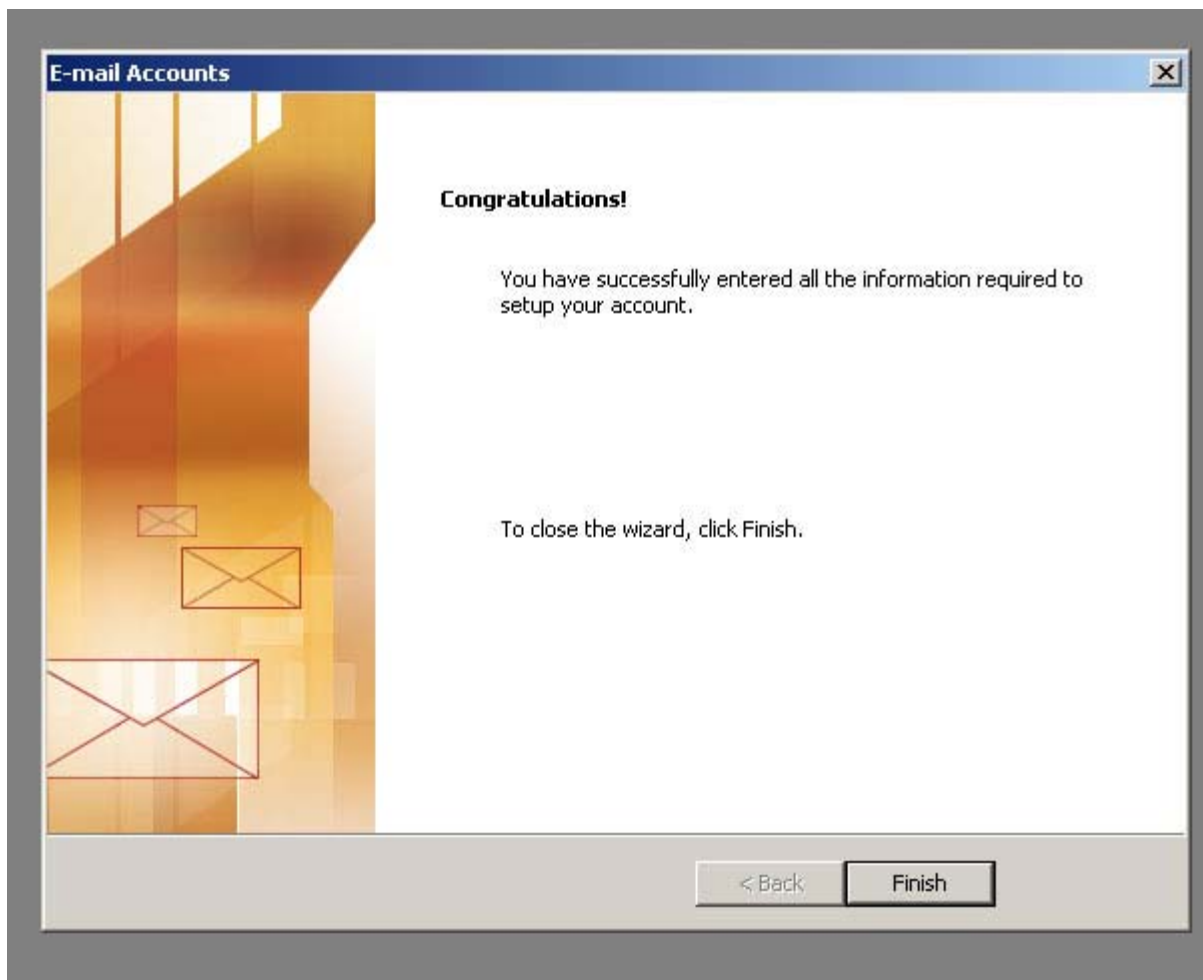 E-mail Accounts
Congratulations!
You have successfully entered all the information required to
setup your account.
To close the wizard, click Finish.
< Back
Finish